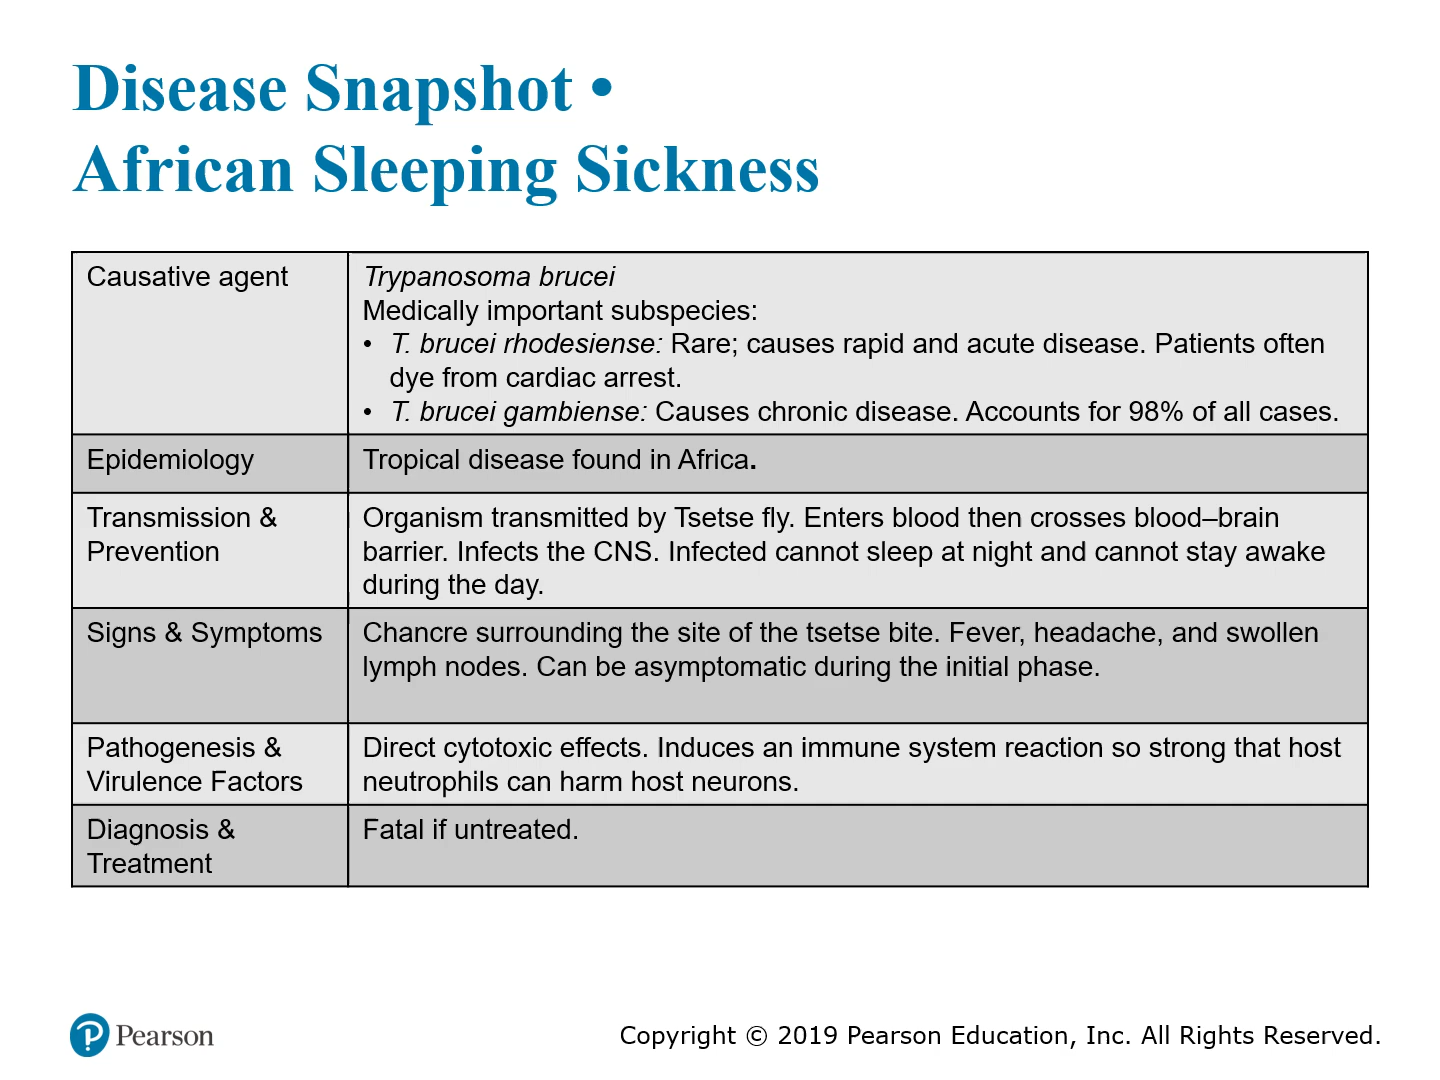 Disease Snapshot •
African Sleeping Sickness
Causative agent
Trypanosoma brucei
Medically important subspecies:
• T. brucei rhodesiense: Rare; causes rapid and acute disease. Patients often
dye from cardiac arrest.
• T. brucei gambiense: Causes chronic disease. Accounts for 98% of all cases.
Epidemiology
Tropical disease found in Africa.
Transmission &
Prevention
Organism transmitted by Tsetse fly. Enters blood then crosses blood–brain
barrier. Infects the CNS. Infected cannot sleep at night and cannot stay awake
during the day.
Signs & Symptoms
Chancre surrounding the site of the tsetse bite. Fever, headache, and swollen
lymph nodes. Can be asymptomatic during the initial phase.
Pathogenesis &
Virulence Factors
Direct cytotoxic effects. Induces an immune system reaction so strong that host
neutrophils can harm host neurons.
Diagnosis &
Treatment
Fatal if untreated.
Pearson
Copyright © 2019 Pearson Education, Inc. All Rights Reserved.